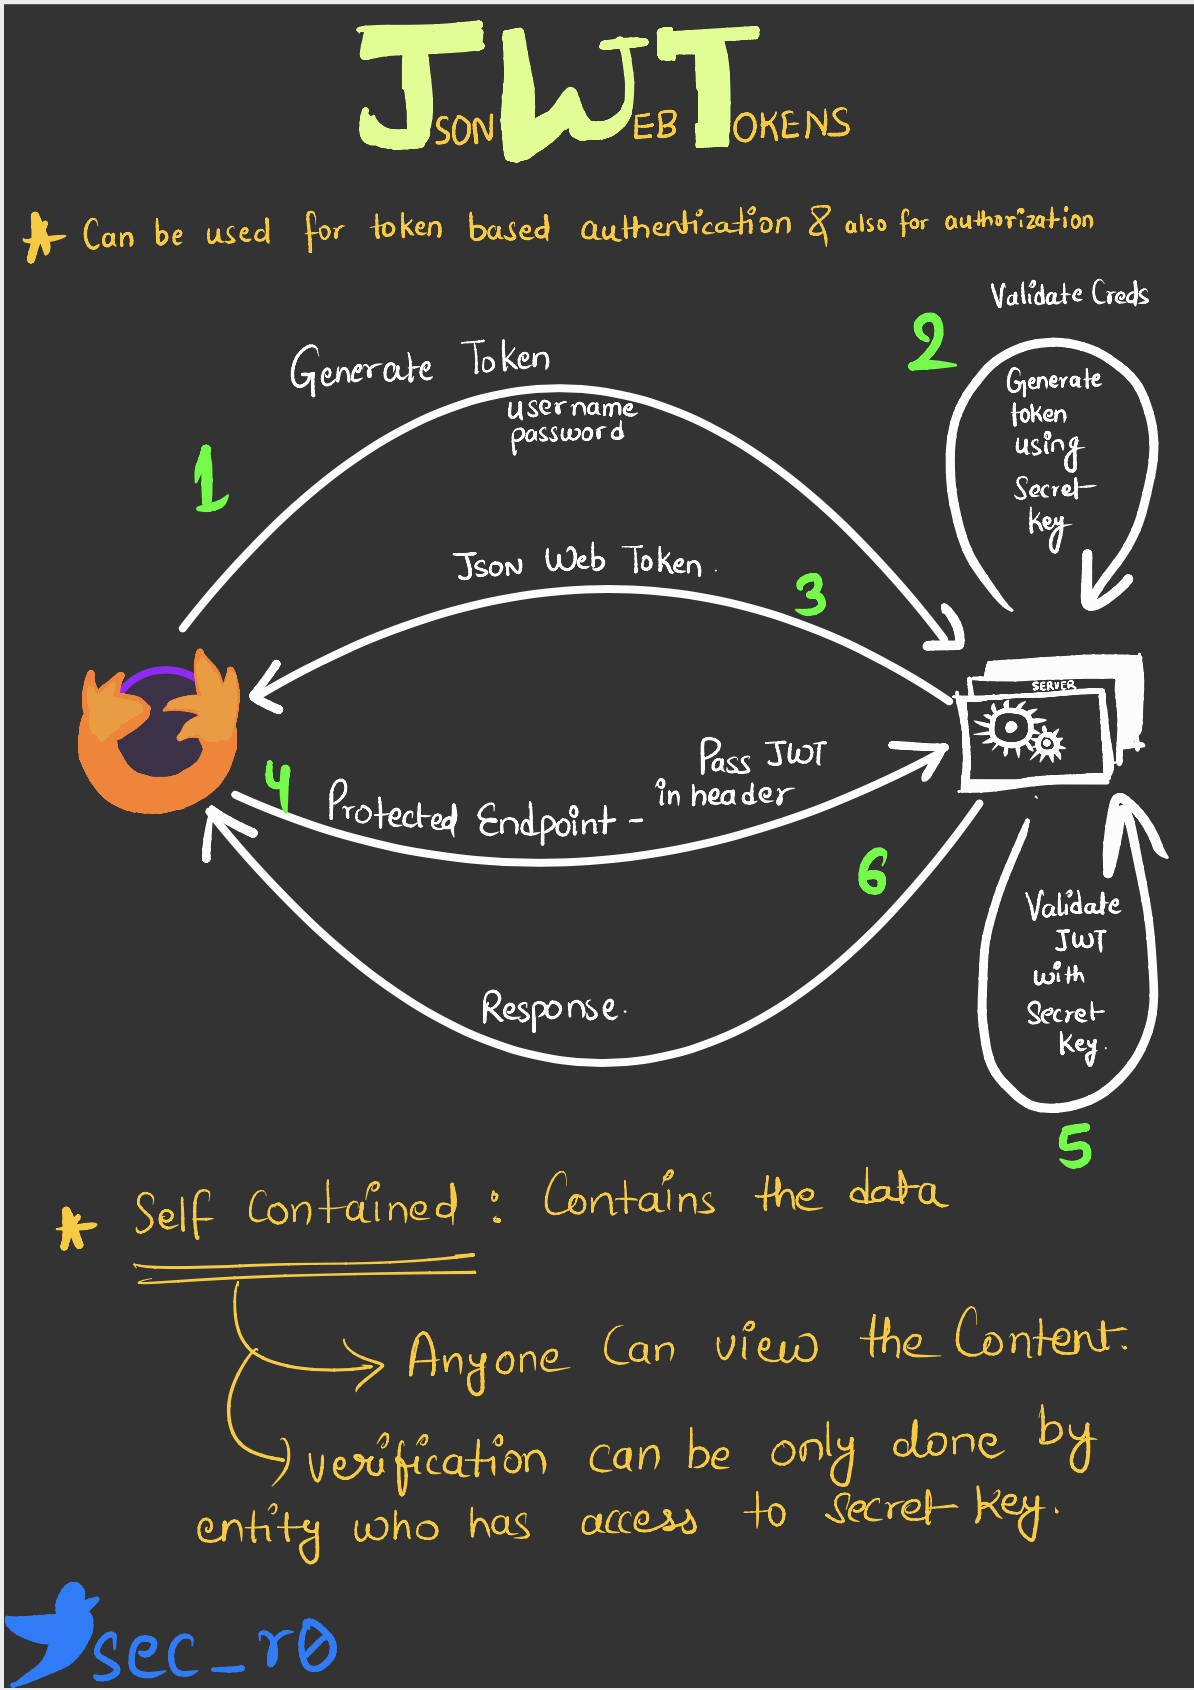 JSON WEB TOKENS
Can be used for token based authentication & also for authorization
Validate Creds
2
Generate Token
username
password
1
Generate
token
using
Secret
key
JSON Web Token.
3
SERVER
4
Protected Endpoint - Pass JWT
in header
6
Validate
JWT
with
Secret
key.
Response.
5
Self Contained : Contains the data
Anyone Can view the Content.
verification can be only done by
entity who has access to secret key.
sec_r0